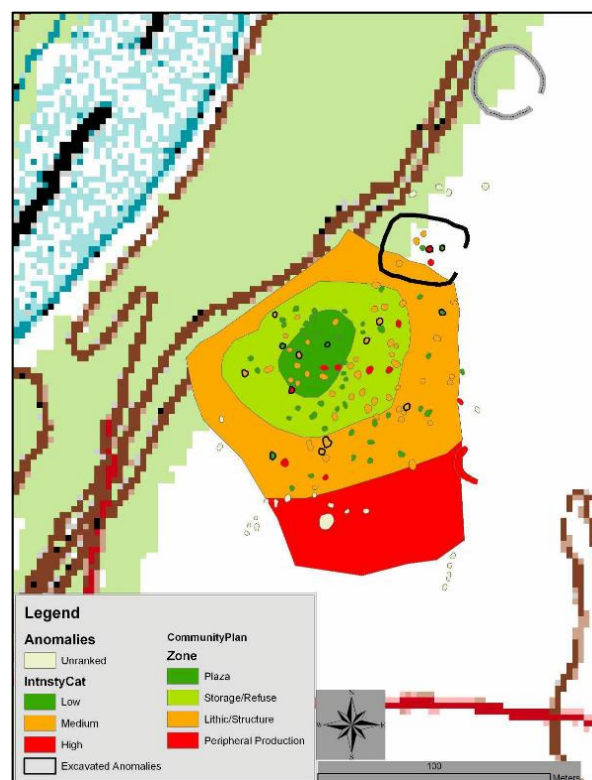 Legend
Anomalies
Unranked
IntnstyCat
Low
Medium
High
Excavated Anomalies
CommunityPlan
Zone
Plaza
Storage/Refuse
Lithic/Structure
Peripheral Production
N
W E
S
100
Meters